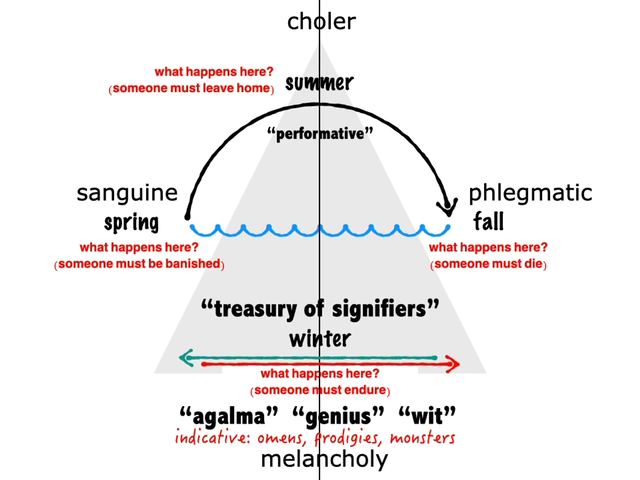 choler
what happens here?
(someone must leave home)
summer
“performative”
sanguine
phlegmatic
spring
fall
what happens here?
(someone must be banished)
what happens here?
(someone must die)
“treasury of signifiers”
winter
what happens here?
(someone must endure)
“agalma” “genius” “wit”
indicative: omens, prodigies, monsters
melancholy